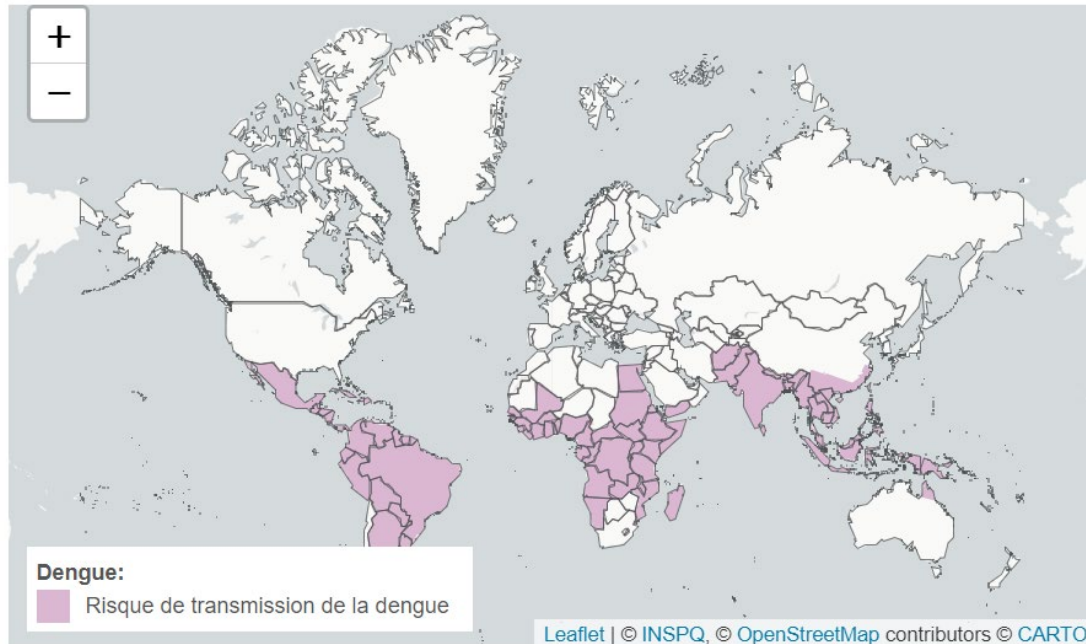 +
−
Dengue:
Risque de transmission de la dengue
Leaflet | © INSPQ, © OpenStreetMap contributors © CARTO